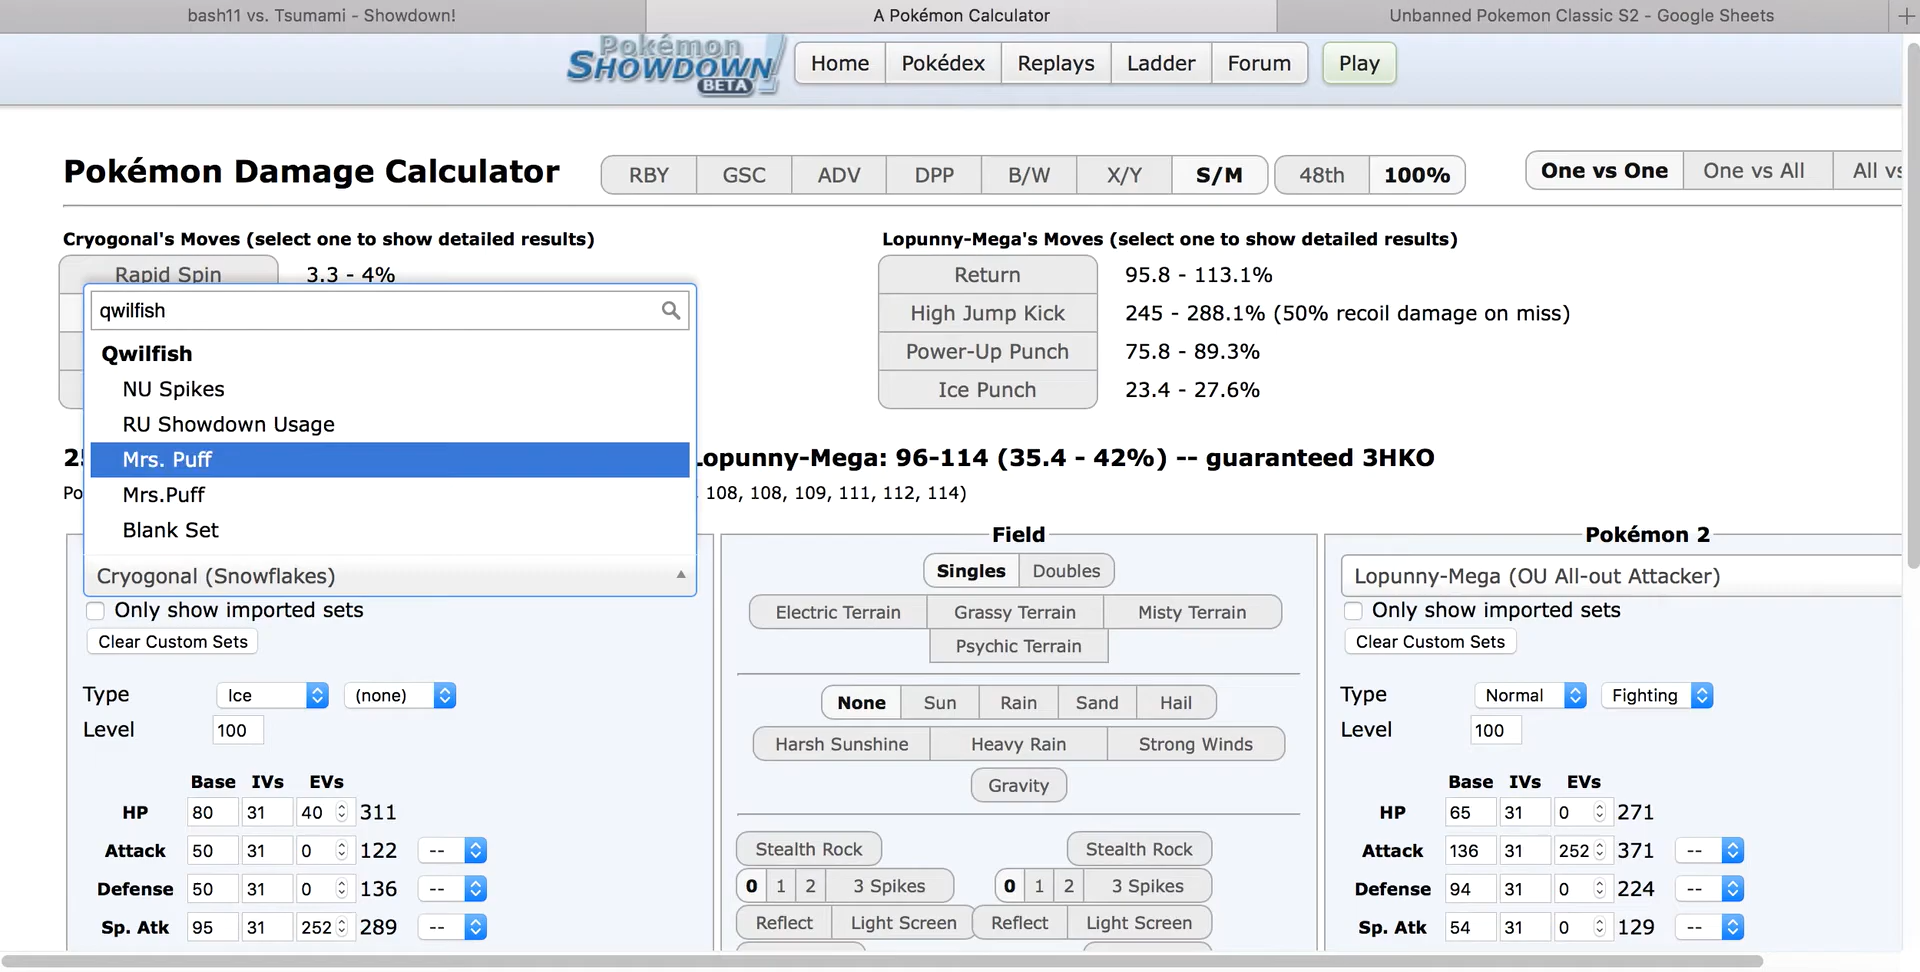 bash11 vs. Tsumami - Showdown!
A Pokémon Calculator
Unbanned Pokemon Classic S2 - Google Sheets
Pokémon
SHOWDOWN!
BETA
Home
Pokédex
Replays
Ladder
Forum
Play
Pokémon Damage Calculator
RBY
GSC
ADV
DPP
B/W
X/Y
S/M
48th
100%
One vs One
One vs All
All vs
Cryogonal's Moves (select one to show detailed results)
Rapid Spin
3.3 - 4%
Lopunny-Mega's Moves (select one to show detailed results)
Return
95.8 - 113.1%
High Jump Kick
245 - 288.1% (50% recoil damage on miss)
Power-Up Punch
75.8 - 89.3%
Ice Punch
23.4 - 27.6%
qwilfish
Qwilfish
NU Spikes
RU Showdown Usage
Mrs. Puff
Mrs.Puff
Blank Set
Lopunny-Mega: 96-114 (35.4 - 42%) -- guaranteed 3HKO
108, 108, 109, 111, 112, 114)
Cryogonal (Snowflakes)
Only show imported sets
Clear Custom Sets
Type
Ice
(none)
Level
100
Base IVs EVs
HP 80 31 40 311
Attack 50 31 0 122 --
Defense 50 31 0 136 --
Sp. Atk 95 31 252 289 --
Field
Singles
Doubles
Electric Terrain
Grassy Terrain
Misty Terrain
Psychic Terrain
None
Sun
Rain
Sand
Hail
Harsh Sunshine
Heavy Rain
Strong Winds
Gravity
Stealth Rock
Stealth Rock
0 1 2 3 Spikes
0 1 2 3 Spikes
Reflect
Light Screen
Reflect
Light Screen
Pokémon 2
Lopunny-Mega (OU All-out Attacker)
Only show imported sets
Clear Custom Sets
Type
Normal
Fighting
Level
100
Base IVs EVs
HP 65 31 0 271
Attack 136 31 252 371 --
Defense 94 31 0 224 --
Sp. Atk 54 31 0 129 --